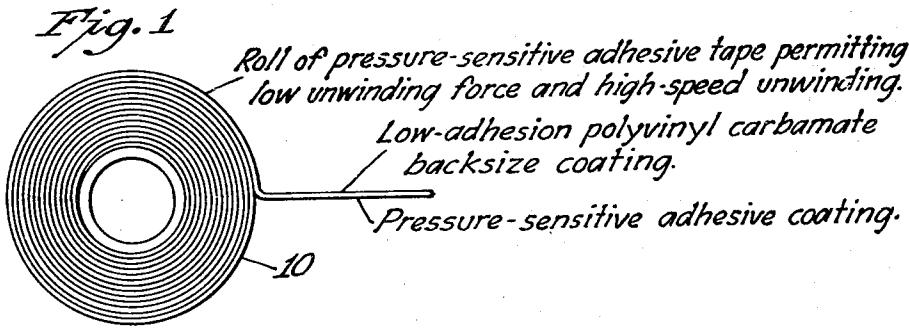 Fig. 1
Roll of pressure-sensitive adhesive tape permitting
low unwinding force and high-speed unwinding.
Low-adhesion polyvinyl carbamate
backsize coating.
Pressure-sensitive adhesive coating.
10